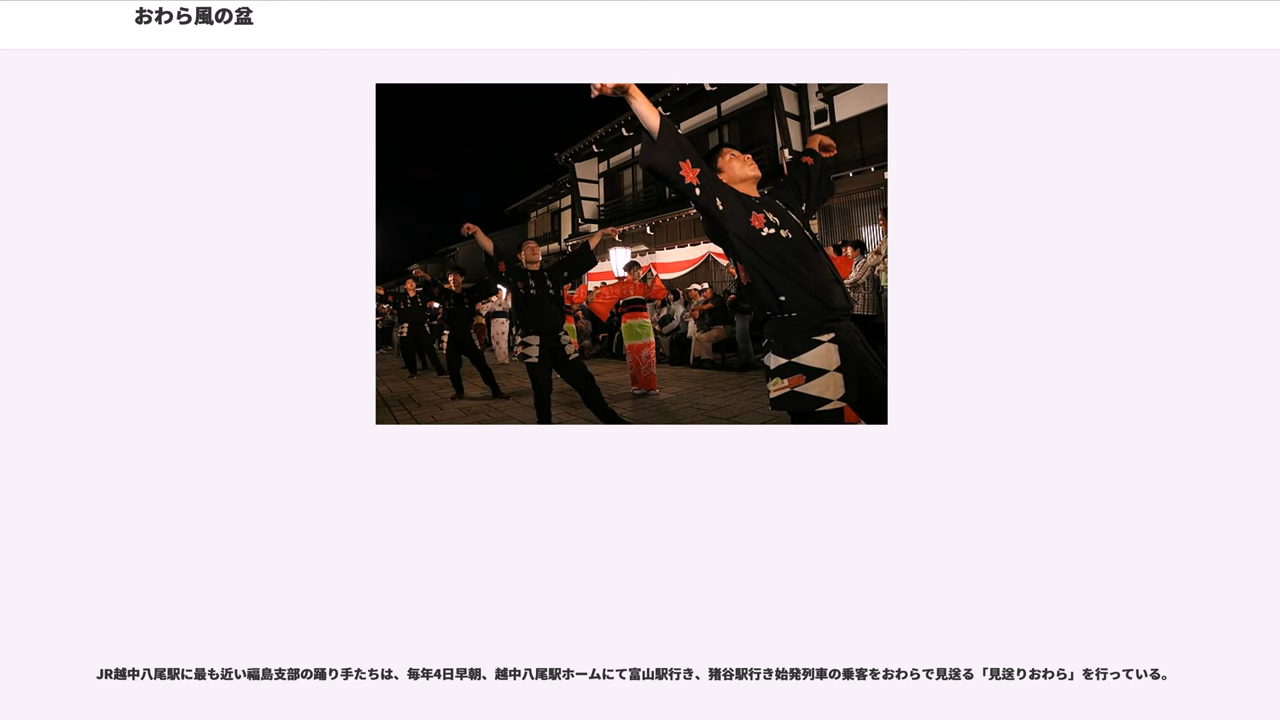 おわら風の盆
JR越中八尾駅に最も近い福島支部の踊り手たちは、毎年4日早朝、越中八尾駅ホームにて富山駅行き、猪谷駅行き始発列車の乗客をおわらで見送る「見送りおわら」を行っている。